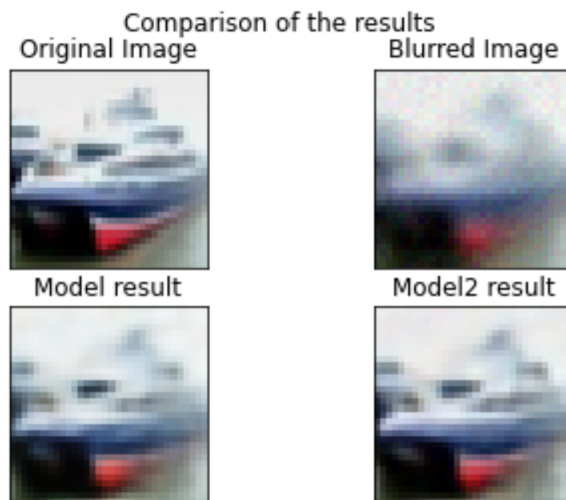 Comparison of the results
Original Image
Blurred Image
Model result
Model2 result